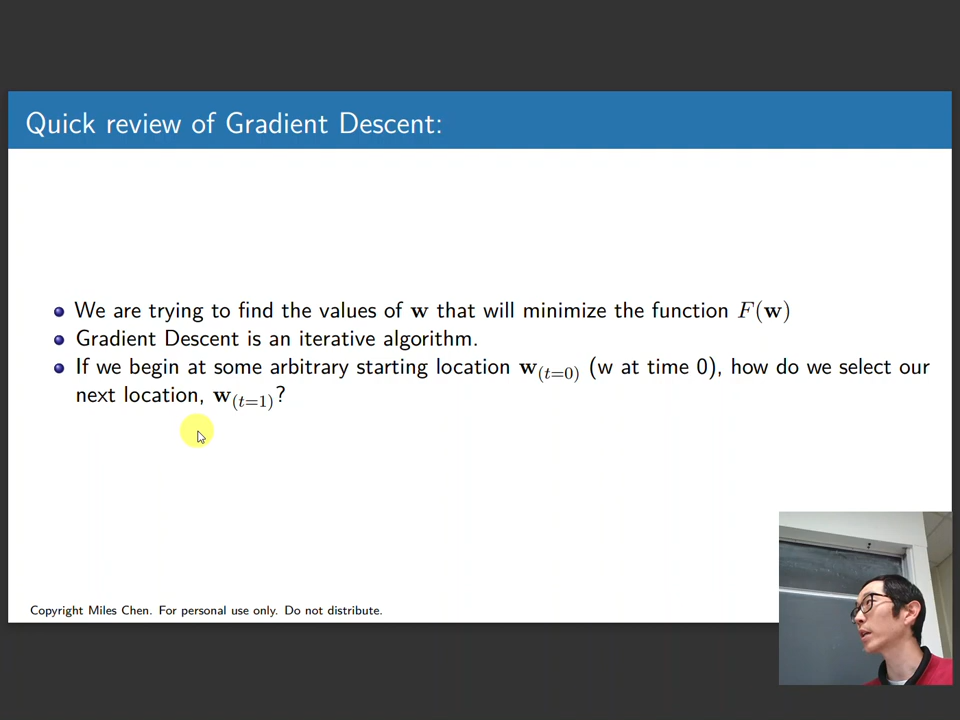 Quick review of Gradient Descent:
We are trying to find the values of w that will minimize the function F(w)
Gradient Descent is an iterative algorithm.
If we begin at some arbitrary starting location w(t=0) (w at time 0), how do we select our
next location, w(t=1)?
Copyright Miles Chen. For personal use only. Do not distribute.